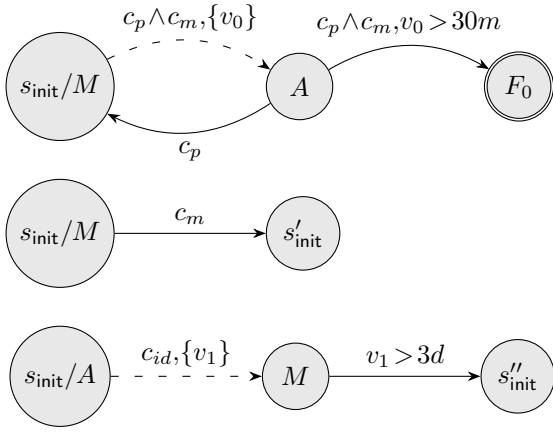 c_p ∧ c_m, {v_0}
c_p ∧ c_m, v_0 > 30m
s_init/M
A
F_0
c_p
s_init/M
c_m
s'_init
s_init/A
c_id, {v_1}
M
v_1 > 3d
s''_init